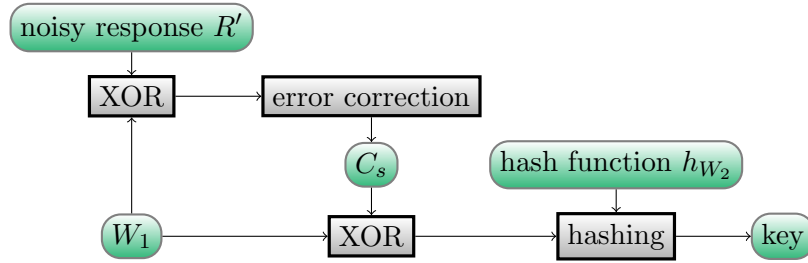 noisy response R′
XOR
error correction
C_s
hash function h_{W_2}
W_1
XOR
hashing
key